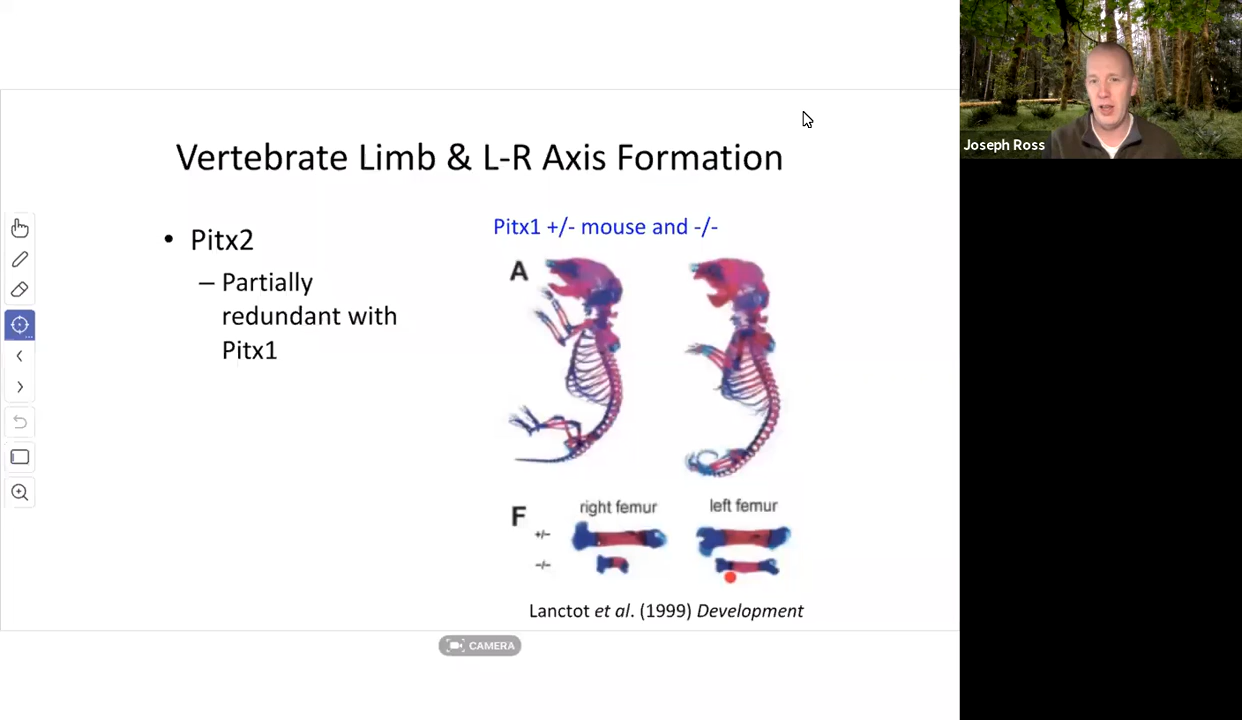 Vertebrate Limb & L-R Axis Formation
• Pitx2
– Partially
redundant with
Pitx1
Pitx1 +/- mouse and -/-
A
F
right femur
left femur
+/–
–/–
Lanctot et al. (1999) Development
CAMERA
Joseph Ross